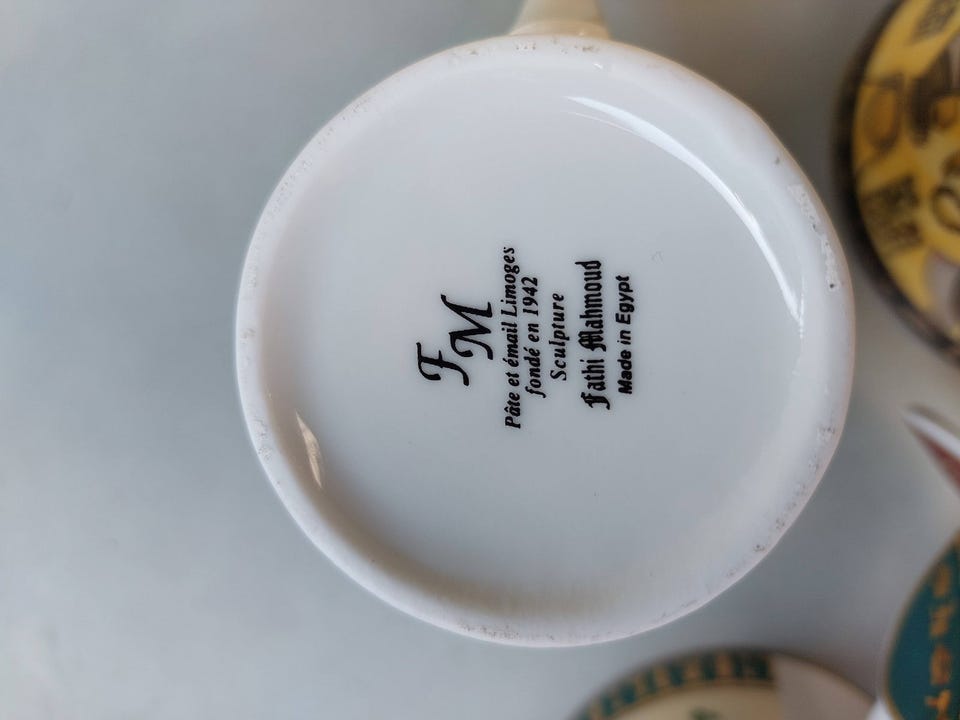 FM
Pâte et émail Limoges
fondé en 1942
Sculpture
Fathi Mahmoud
Made in Egypt